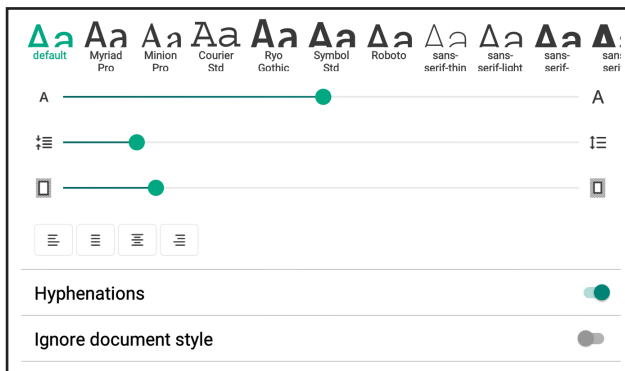 Aa Aa Aa Aa Aa Aa Aa Aa Aa Aa
default Myriad Pro Minion Pro Courier Std Ryo Gothic Symbol Std Roboto sans-serif-thin sans-serif-light sans-serif-
A A
Hyphenations
Ignore document style